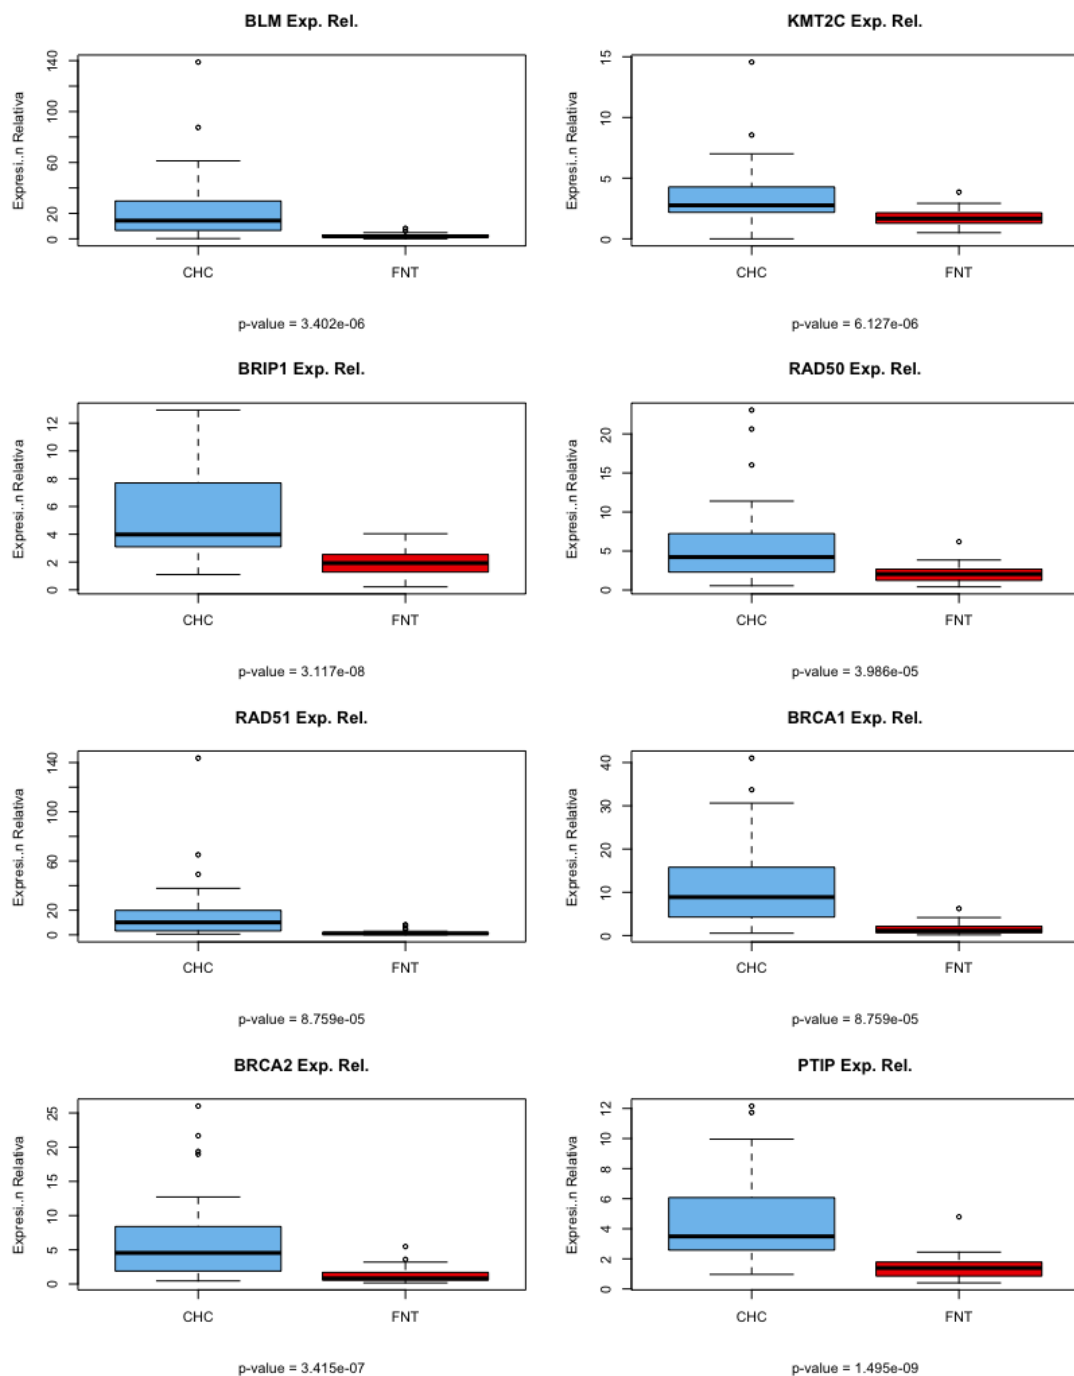 BLM Exp. Rel.
Expresi..n Relativa
0 20 60 100 140
CHC FNT
p-value = 3.402e-06
KMT2C Exp. Rel.
Expresi..n Relativa
0 5 10 15
CHC FNT
p-value = 6.127e-06
BRIP1 Exp. Rel.
Expresi..n Relativa
0 2 4 6 8 10 12
CHC FNT
p-value = 3.117e-08
RAD50 Exp. Rel.
Expresi..n Relativa
0 5 10 15 20
CHC FNT
p-value = 3.986e-05
RAD51 Exp. Rel.
Expresi..n Relativa
0 20 60 100 140
CHC FNT
p-value = 8.759e-05
BRCA1 Exp. Rel.
Expresi..n Relativa
0 10 20 30 40
CHC FNT
p-value = 8.759e-05
BRCA2 Exp. Rel.
Expresi..n Relativa
0 5 10 15 20 25
CHC FNT
p-value = 3.415e-07
PTIP Exp. Rel.
Expresi..n Relativa
0 2 4 6 8 10 12
CHC FNT
p-value = 1.495e-09